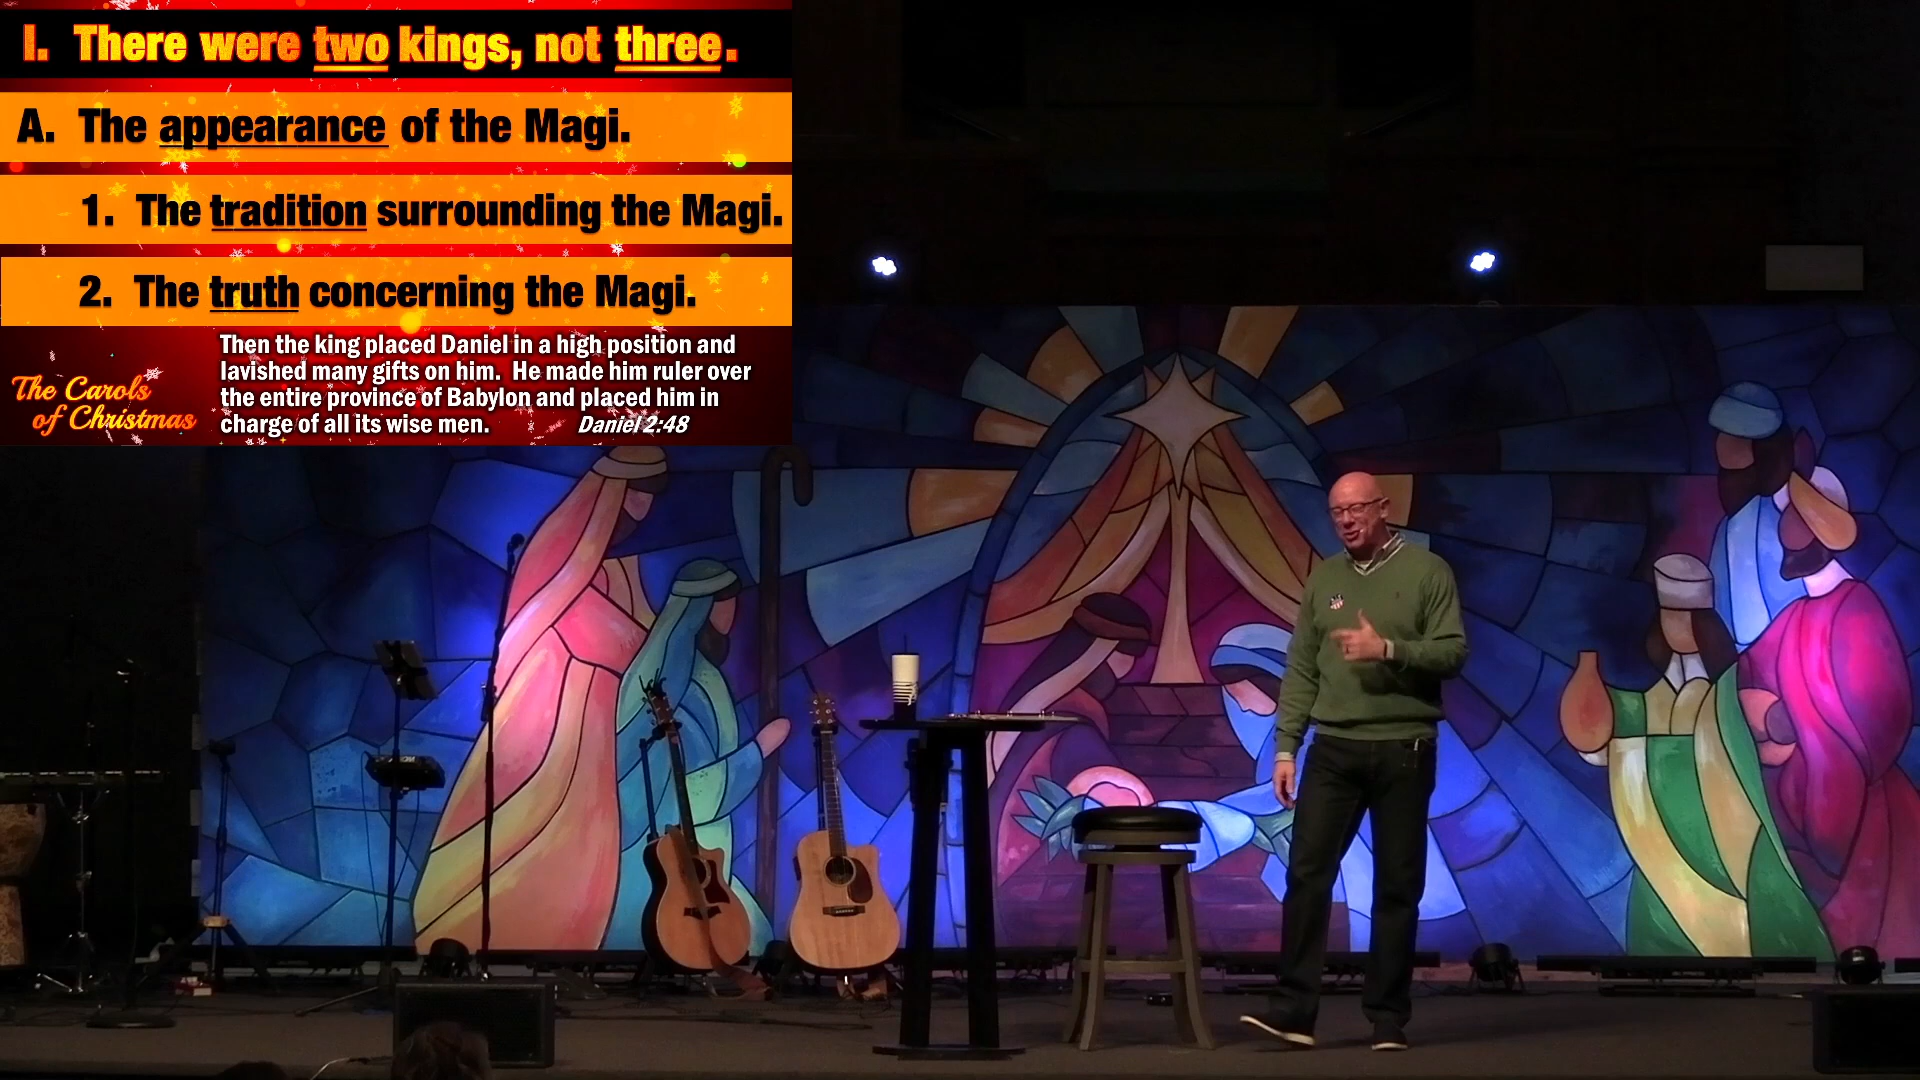 I. There were two kings, not three.
A. The appearance of the Magi.
1. The tradition surrounding the Magi.
2. The truth concerning the Magi.
Then the king placed Daniel in a high position and
lavished many gifts on him. He made him ruler over
the entire province of Babylon and placed him in
charge of all its wise men. Daniel 2:48
The Carols
of Christmas